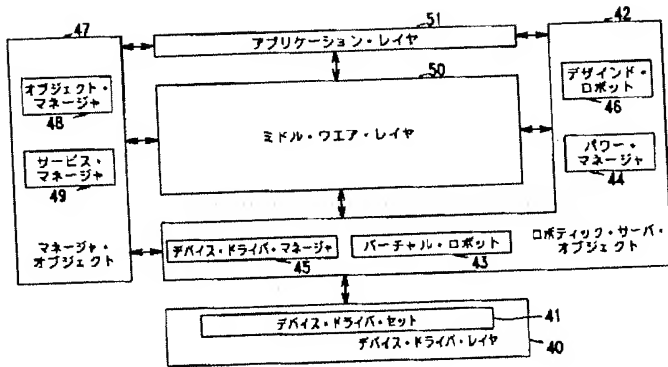 47
51
42
アプリケーション・レイヤ
50
オブジェクト・
マネージャ
48
デザインド・
ロボット
46
ミドル・ウエア・レイヤ
サービス・
マネージャ
49
パワー・
マネージャ
44
マネージャ・
オブジェクト
デバイス・ドライバ・マネージャ
45
バーチャル・ロボット
43
ロボティック・サーバ・
オブジェクト
デバイス・ドライバ・セット
41
デバイス・ドライバ・レイヤ
40